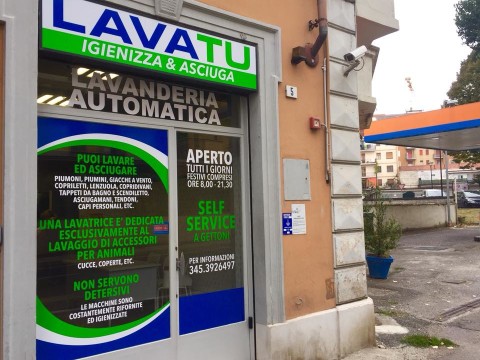 LAVATU
IGIENIZZA & ASCIUGA
LAVANDERIA
AUTOMATICA
PUOI LAVARE
ED ASCIUGARE
PIUMONI, PIUMINI, GIACCHE A VENTO,
COPRILETTI, LENZUOLA, COPRIDIVANI,
TAPPETI DA BAGNO E SCENDILETTO,
ASCIUGAMANI, TENDONI,
CAPI PERSONALI, ETC.
UNA LAVATRICE E' DEDICATA
ESCLUSIVAMENTE AL
LAVAGGIO DI ACCESSORI
PER ANIMALI
CUCCE, COPERTE, ETC.
NON SERVONO
DETERSIVI
LE MACCHINE SONO
COSTANTEMENTE RIFORNITE
ED IGIENIZZATE
APERTO
TUTTI I GIORNI
FESTIVI COMPRESI
ORE 8,00 - 21,30
SELF
SERVICE
A GETTONI
PER INFORMAZIONI
345.3926497
5